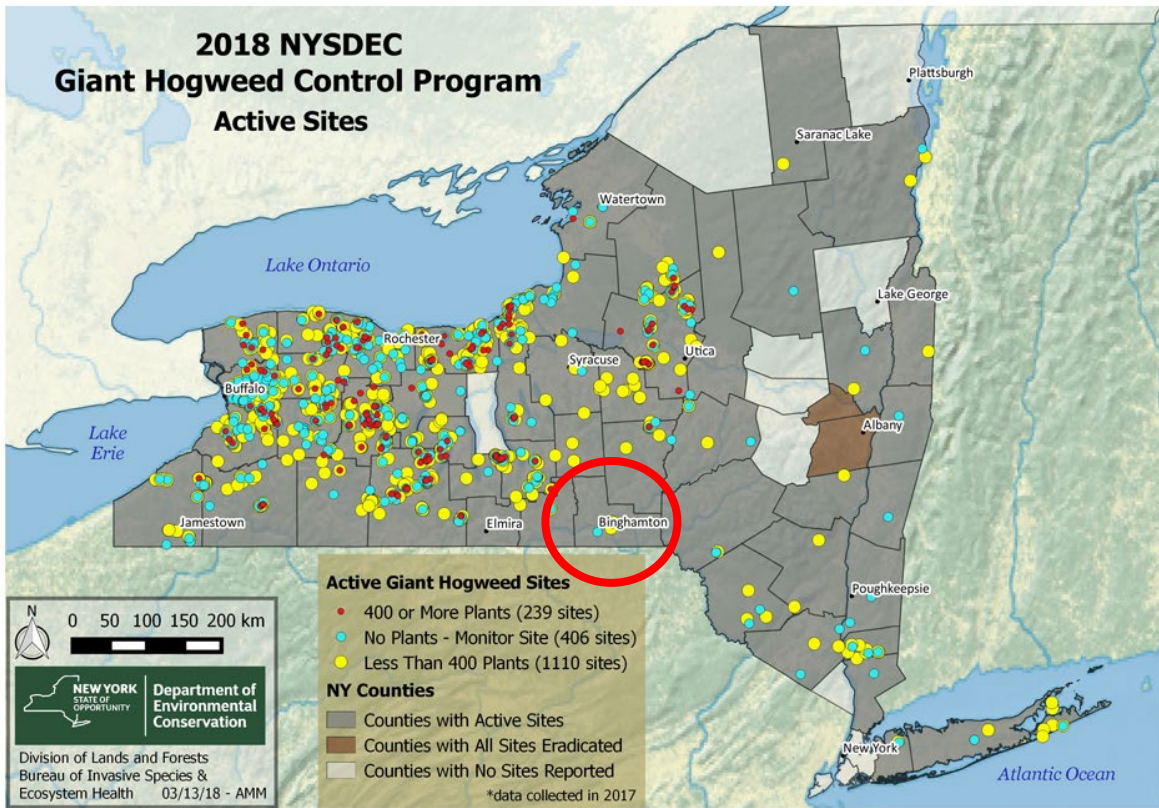 2018 NYSDEC
Giant Hogweed Control Program
Active Sites
Plattsburgh
Saranac Lake
Watertown
Lake Ontario
Lake George
Rochester
Syracuse
Utica
Buffalo
Lake
Erie
Albany
Jamestown
Elmira
Binghamton
Poughkeepsie
New York
Atlantic Ocean
Active Giant Hogweed Sites
400 or More Plants (239 sites)
No Plants - Monitor Site (406 sites)
Less Than 400 Plants (1110 sites)
NY Counties
Counties with Active Sites
Counties with All Sites Eradicated
Counties with No Sites Reported
*data collected in 2017
N
0 50 100 150 200 km
NEW YORK
STATE OF
OPPORTUNITY
Department of
Environmental
Conservation
Division of Lands and Forests
Bureau of Invasive Species &
Ecosystem Health 03/13/18 - AMM